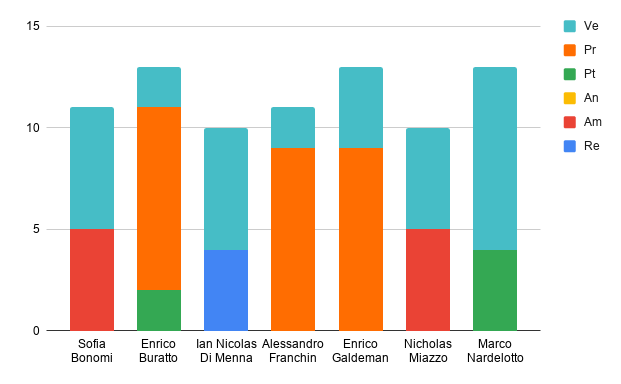 15
10
5
0
Sofia
Bonomi
Enrico
Buratto
Ian Nicolas
Di Menna
Alessandro
Franchin
Enrico
Galdeman
Nicholas
Miazzo
Marco
Nardelotto
Ve
Pr
Pt
An
Am
Re